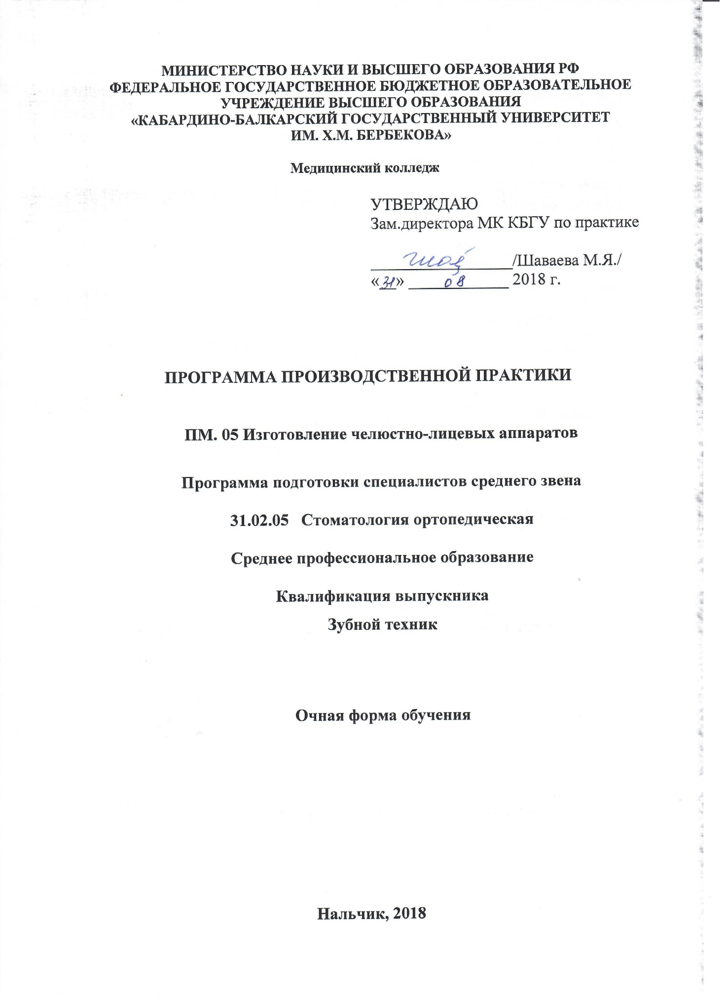 МИНИСТЕРСТВО НАУКИ И ВЫСШЕГО ОБРАЗОВАНИЯ РФ
ФЕДЕРАЛЬНОЕ ГОСУДАРСТВЕННОЕ БЮДЖЕТНОЕ ОБРАЗОВАТЕЛЬНОЕ
УЧРЕЖДЕНИЕ ВЫСШЕГО ОБРАЗОВАНИЯ
«КАБАРДИНО-БАЛКАРСКИЙ ГОСУДАРСТВЕННЫЙ УНИВЕРСИТЕТ
ИМ. Х.М. БЕРБЕКОВА»
Медицинский колледж
УТВЕРЖДАЮ
Зам.директора МК КБГУ по практике
/Шаваева М.Я./
«31» 08 2018 г.
ПРОГРАММА ПРОИЗВОДСТВЕННОЙ ПРАКТИКИ
ПМ. 05 Изготовление челюстно-лицевых аппаратов
Программа подготовки специалистов среднего звена
31.02.05 Стоматология ортопедическая
Среднее профессиональное образование
Квалификация выпускника
Зубной техник
Очная форма обучения
Нальчик, 2018